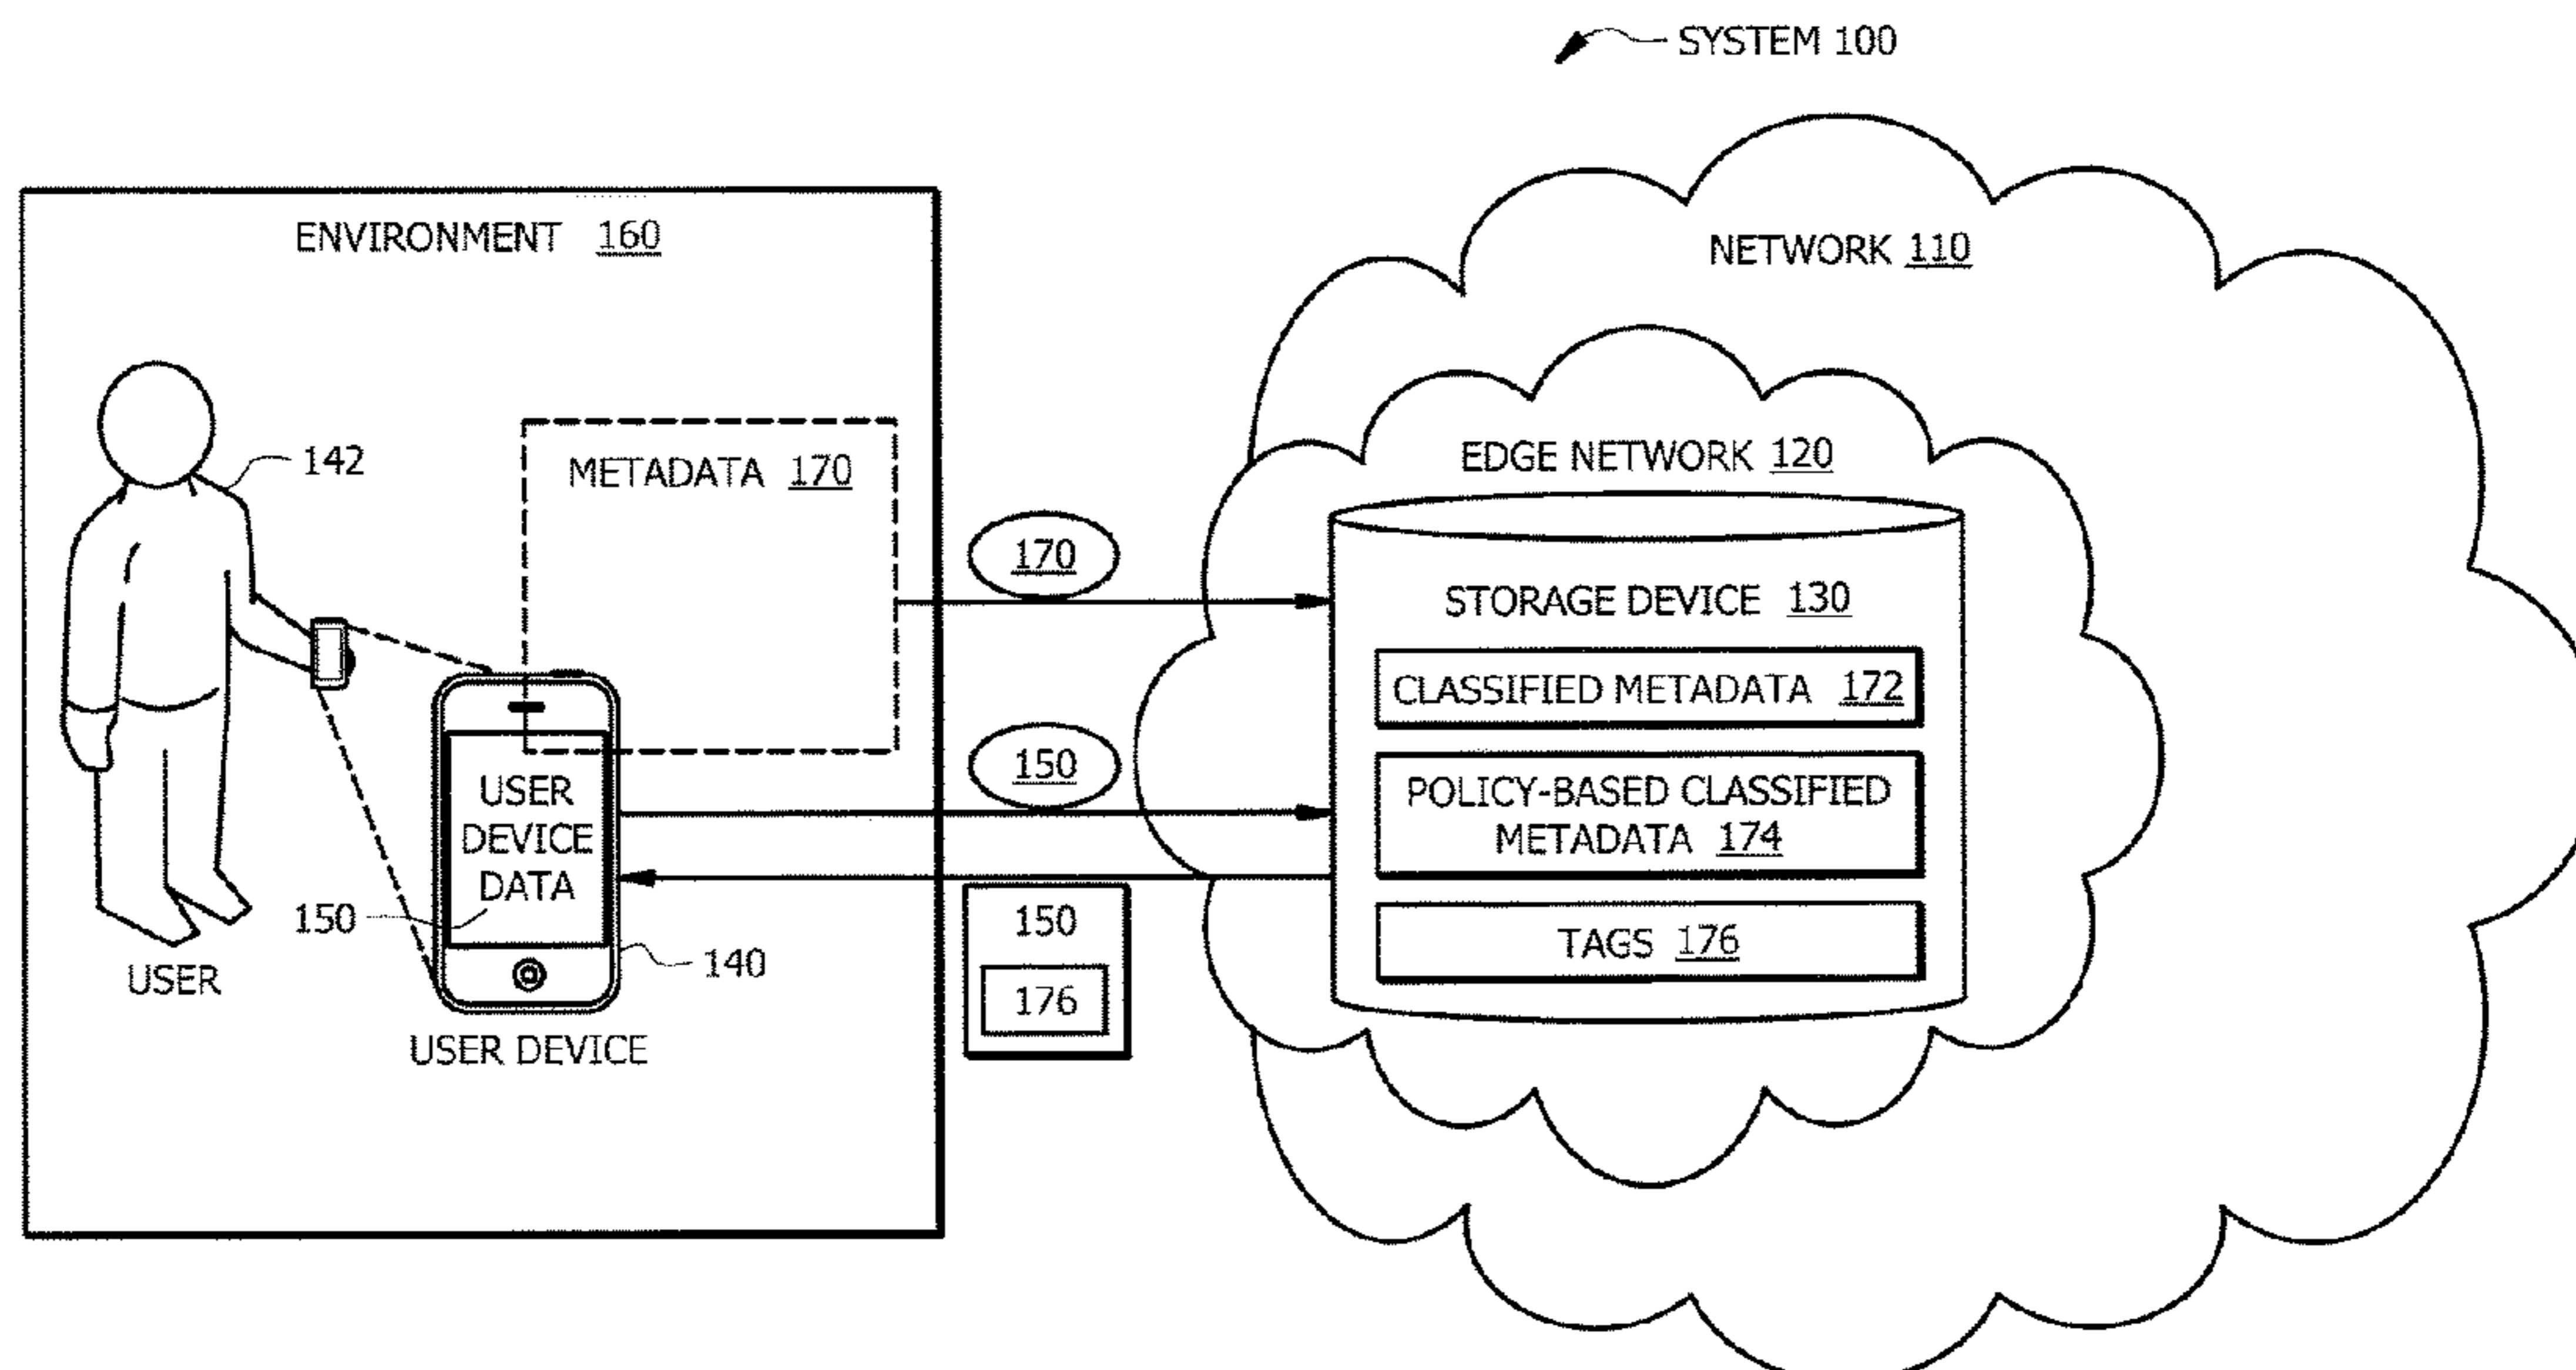 SYSTEM 100
ENVIRONMENT 160
NETWORK 110
142
METADATA 170
EDGE NETWORK 120
170
STORAGE DEVICE 130
CLASSIFIED METADATA 172
150
POLICY-BASED CLASSIFIED
METADATA 174
USER
DEVICE
DATA
150
150
176
TAGS 176
140
USER
USER DEVICE